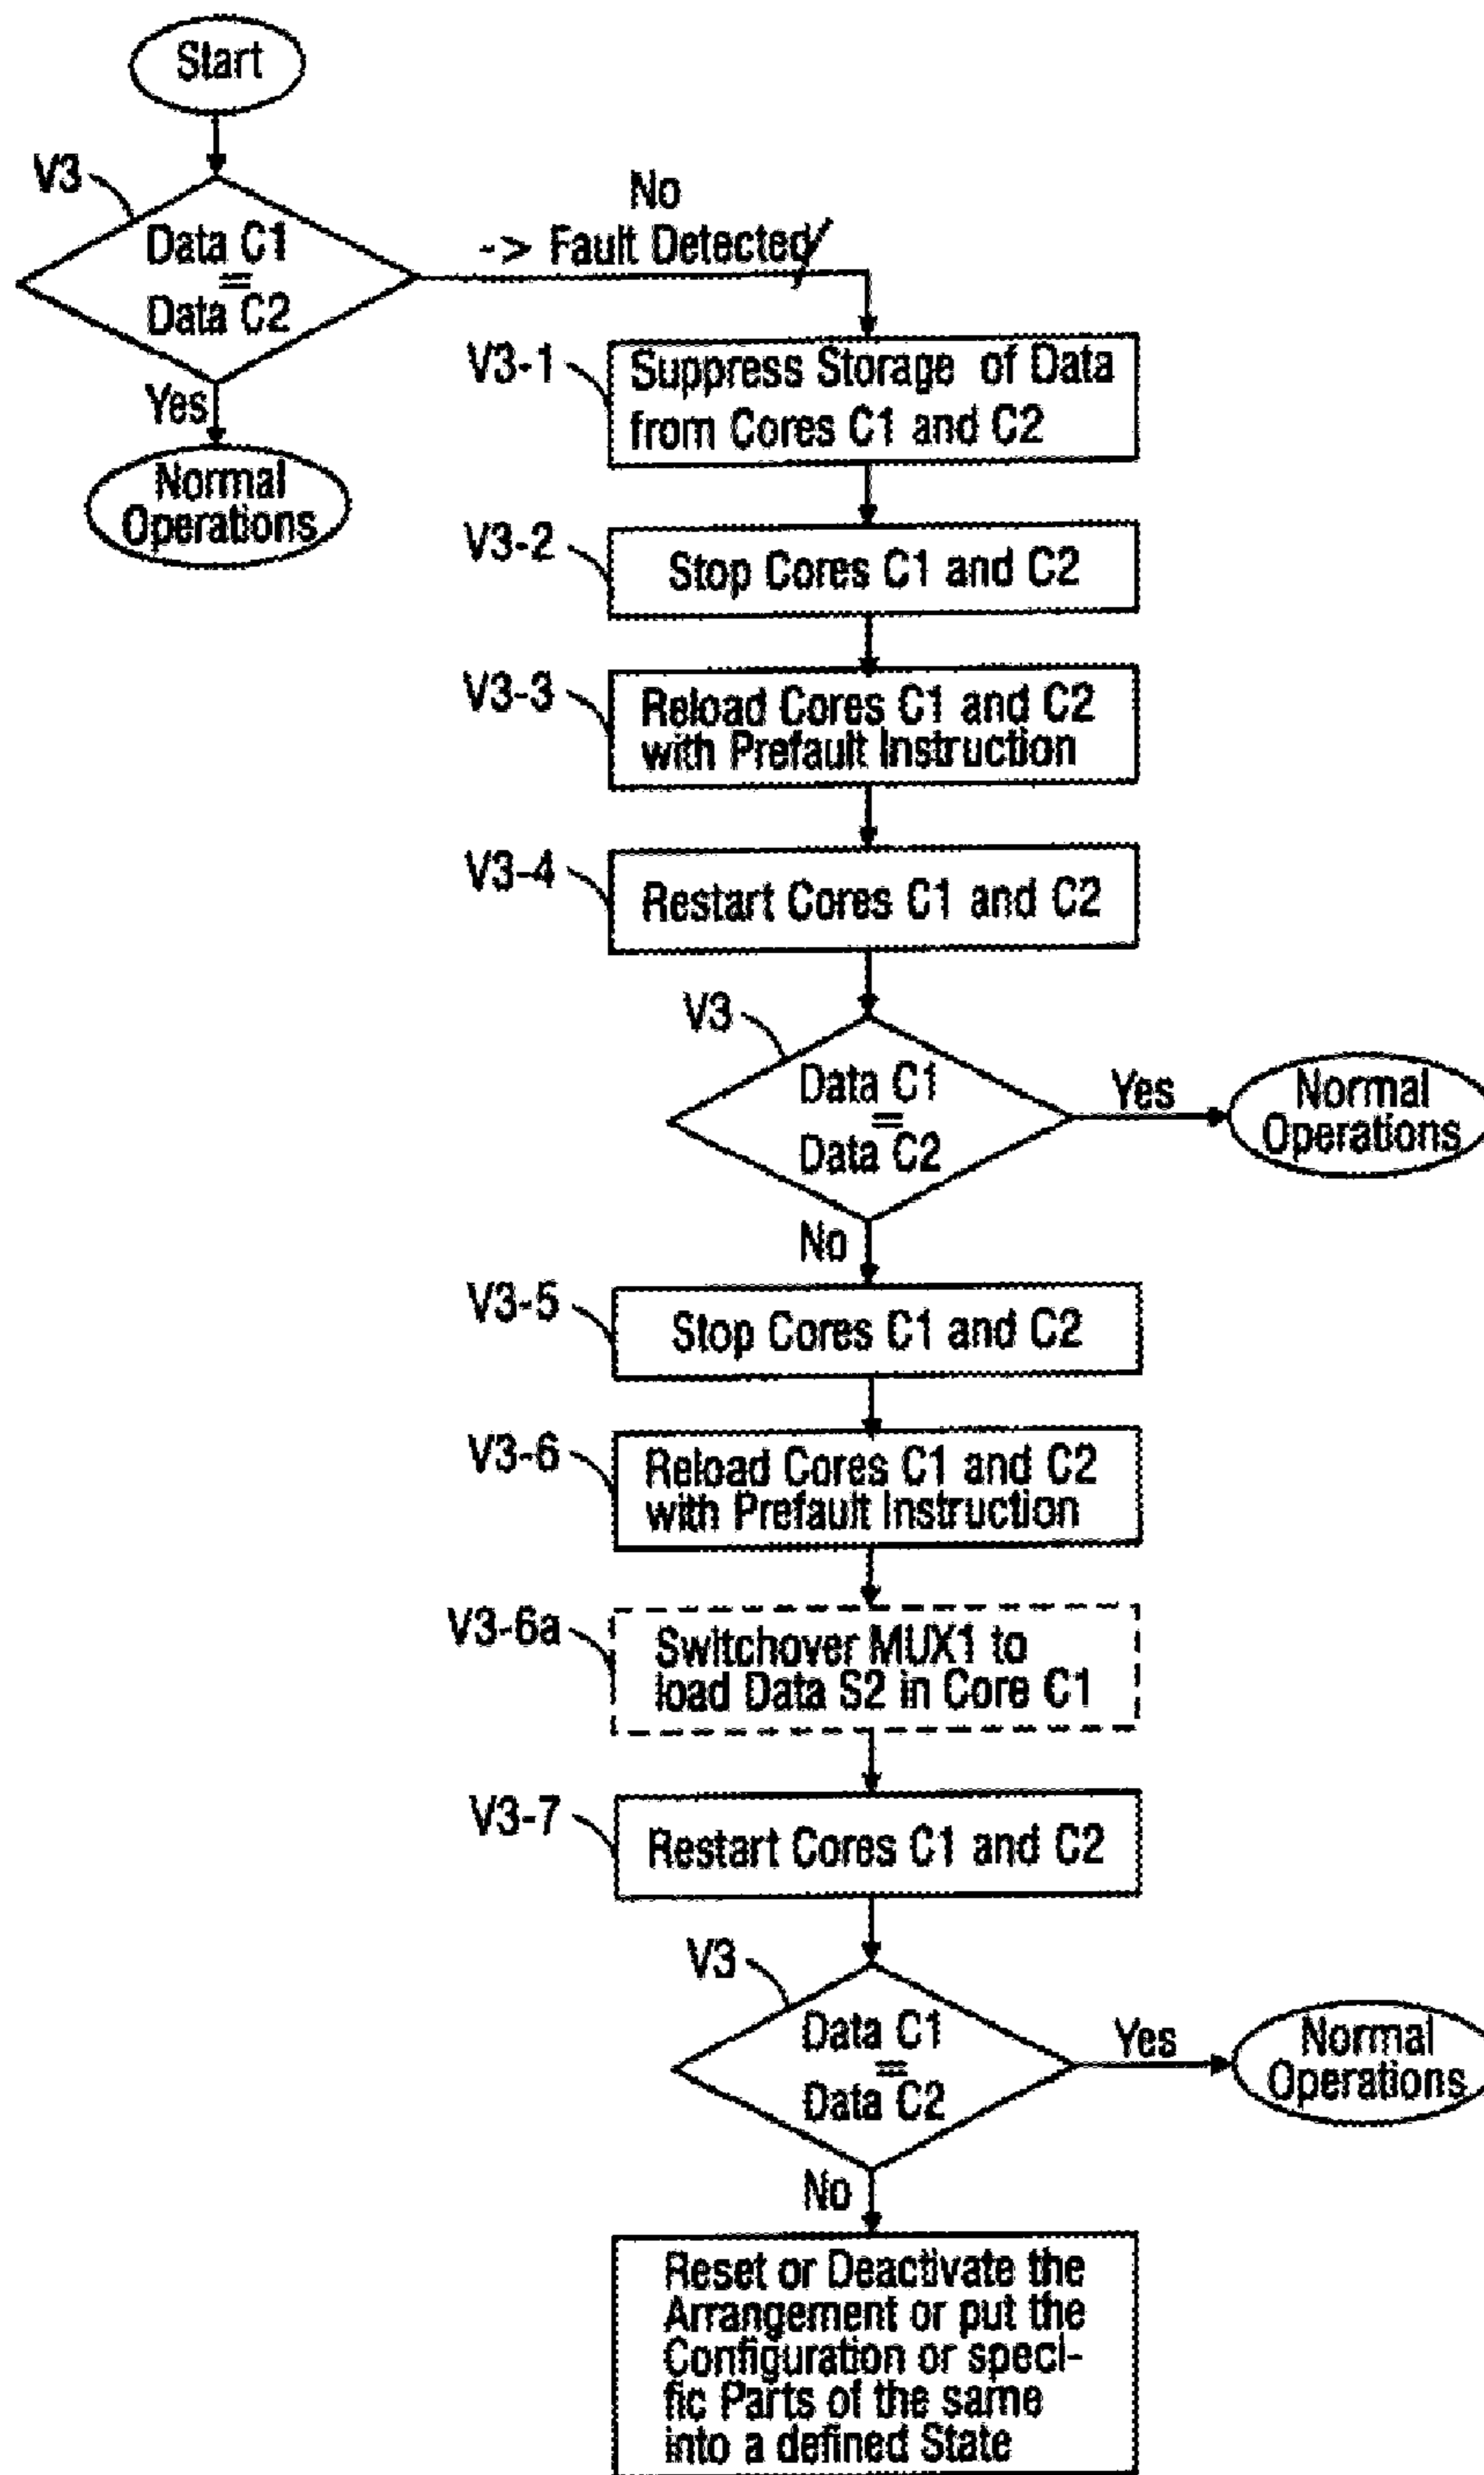 Start
V3
Data C1
=
Data C2
No
-> Fault Detected
Yes
Normal
Operations
V3-1
Suppress Storage of Data
from Cores C1 and C2
V3-2
Stop Cores C1 and C2
V3-3
Reload Cores C1 and C2
with Prefault Instruction
V3-4
Restart Cores C1 and C2
V3
Data C1
=
Data C2
Yes
Normal
Operations
No
V3-5
Stop Cores C1 and C2
V3-6
Reload Cores C1 and C2
with Prefault Instruction
V3-6a
Switchover MUX1 to
load Data S2 in Core C1
V3-7
Restart Cores C1 and C2
V3
Data C1
=
Data C2
Yes
Normal
Operations
No
Reset or Deactivate the
Arrangement or put the
Configuration or speci-
fic Parts of the same
into a defined State